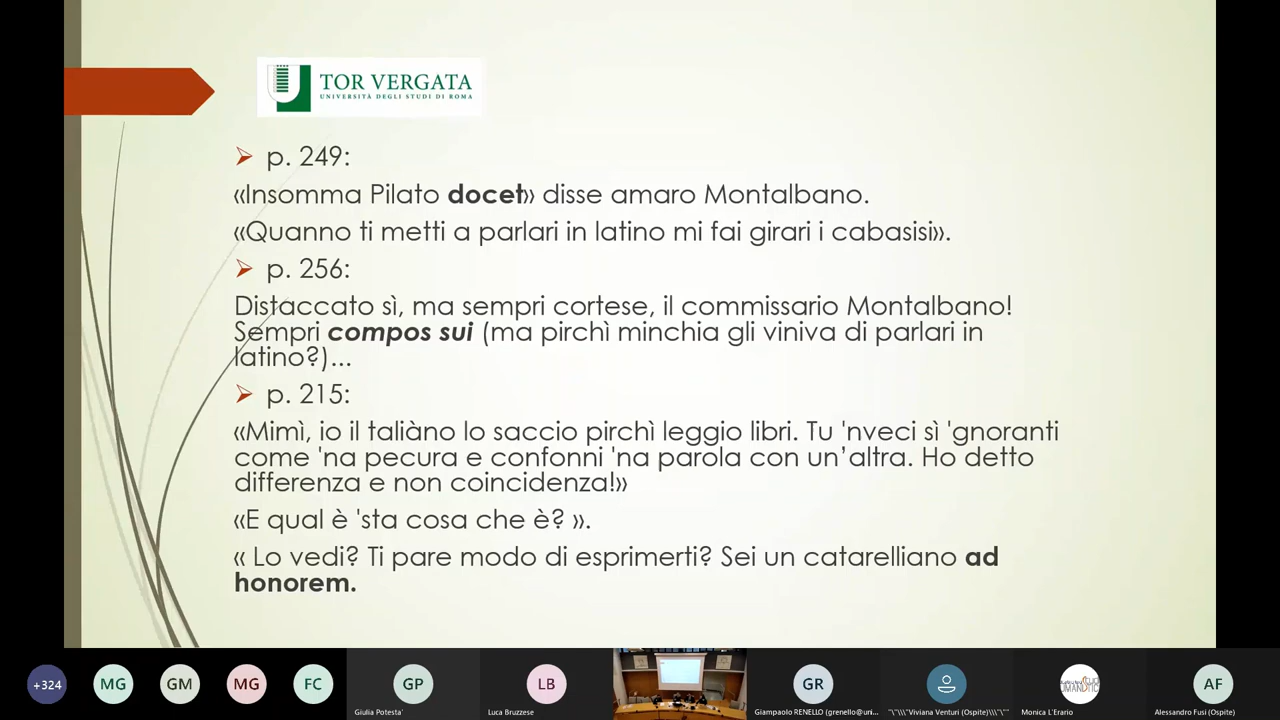 TOR VERGATA
UNIVERSITÀ DEGLI STUDI DI ROMA
p. 249:
«Insomma Pilato docet» disse amaro Montalbano.
«Quanno ti metti a parlari in latino mi fai girari i cabasisi».
p. 256:
Distaccato sì, ma sempri cortese, il commissario Montalbano!
Sempri compos sui (ma pirchì minchia gli viniva di parlari in
latino?)...
p. 215:
«Mimì, io il taliàno lo saccio pirchì leggio libri. Tu 'nveci sì 'gnoranti
come 'na pecura e confonni 'na parola con un’altra. Ho detto
differenza e non coincidenza!»
«E qual è 'sta cosa che è? ».
« Lo vedi? Ti pare modo di esprimerti? Sei un catarelliano ad
honorem.
+324
MG
GM
MG
FC
GP
Giulia Potesta'
LB
Luca Bruzzese
GR
Giampaolo RENELLO (grenello@uni...
"\"\\\"Viviana Venturi (Ospite)\\\"\"
Monica L'Erario
AF
Alessandro Fusi (Ospite)